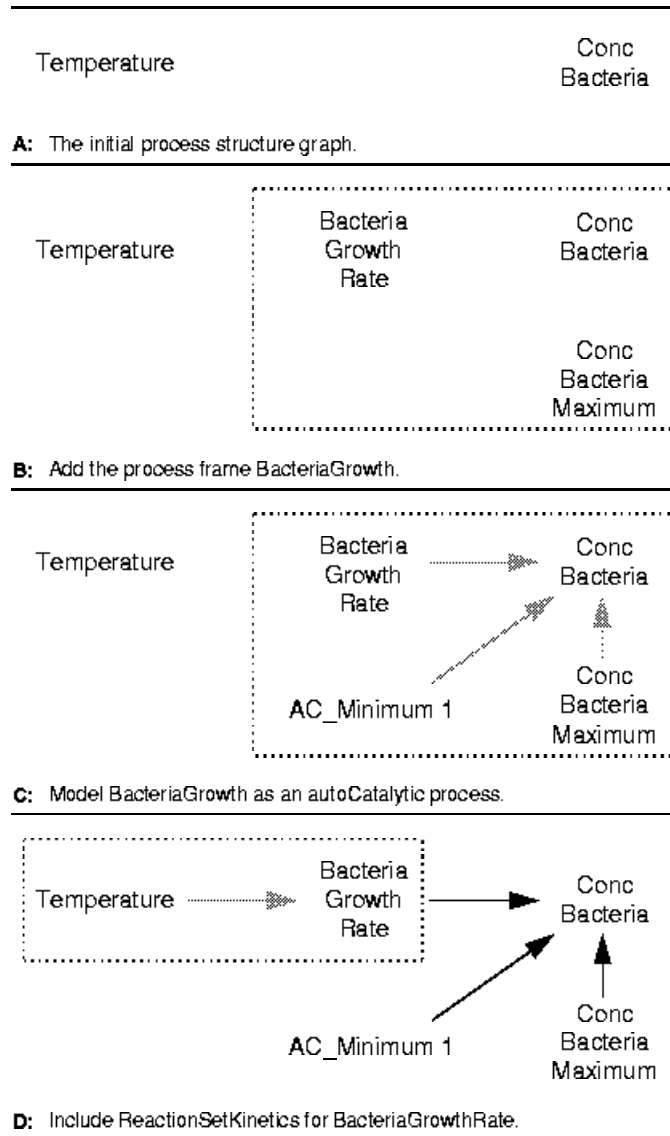 Temperature
Conc
Bacteria
A: The initial process structure graph.
Temperature
Bacteria
Growth
Rate
Conc
Bacteria
Conc
Bacteria
Maximum
B: Add the process frame BacteriaGrowth.
Temperature
Bacteria
Growth
Rate
Conc
Bacteria
AC_Minimum 1
Conc
Bacteria
Maximum
C: Model BacteriaGrowth as an autoCatalytic process.
Temperature
Bacteria
Growth
Rate
Conc
Bacteria
AC_Minimum 1
Conc
Bacteria
Maximum
D: Include ReactionSetKinetics for BacteriaGrowthRate.